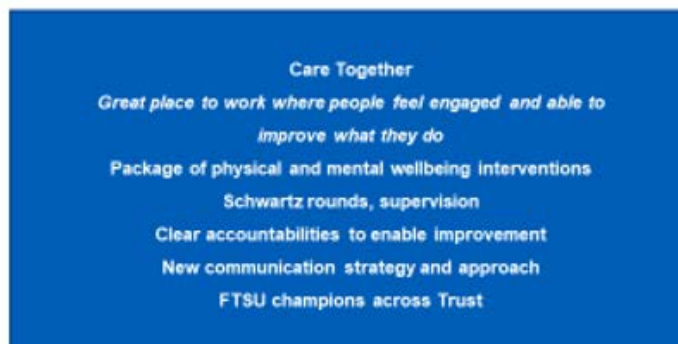 Care Together
Great place to work where people feel engaged and able to
improve what they do
Package of physical and mental wellbeing interventions
Schwartz rounds, supervision
Clear accountabilities to enable improvement
New communication strategy and approach
FTSU champions across Trust